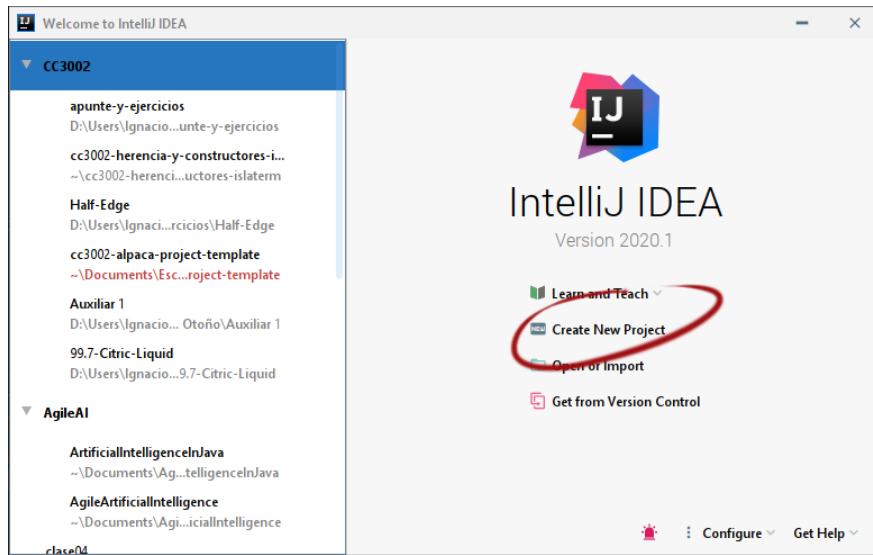 IJ Welcome to IntelliJ IDEA
CC3002
apunte-y-ejercicios
D:\Users\Ignacio...unte-y-ejercicios
cc3002-herencia-y-constructores-i...
~\cc3002-herenci...uctores-islaterm
Half-Edge
D:\Users\Ignaci...rcicios\Half-Edge
cc3002-alpaca-project-template
~\Documents\Esc...roject-template
Auxiliar 1
D:\Users\Ignacio... Otoño\Auxiliar 1
99.7-Citric-Liquid
D:\Users\Ignacio...9.7-Citric-Liquid
AgileAI
ArtificialIntelligenceInJava
~\Documents\Ag...telligenceInJava
AgileArtificialIntelligence
~\Documents\Agi...icialIntelligence
clase04
IJ
IntelliJ IDEA
Version 2020.1
Learn and Teach
NEW Create New Project
Open or Import
Get from Version Control
Configure
Get Help